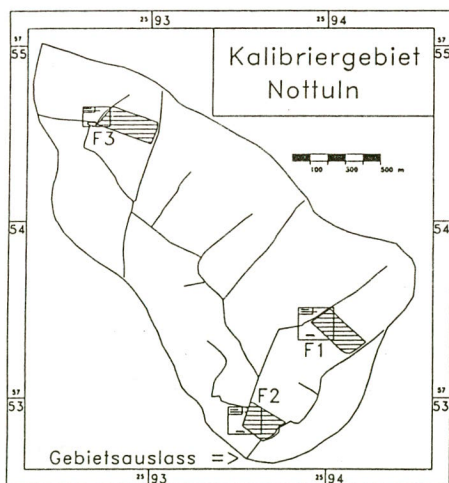 25 93 94
57 55 55
Kalibriergebiet
Nottuln
F3
100 300 500 m
54 54
F1
57 53 57 53
F2
Gebietsauslass =>
25 93 25 94